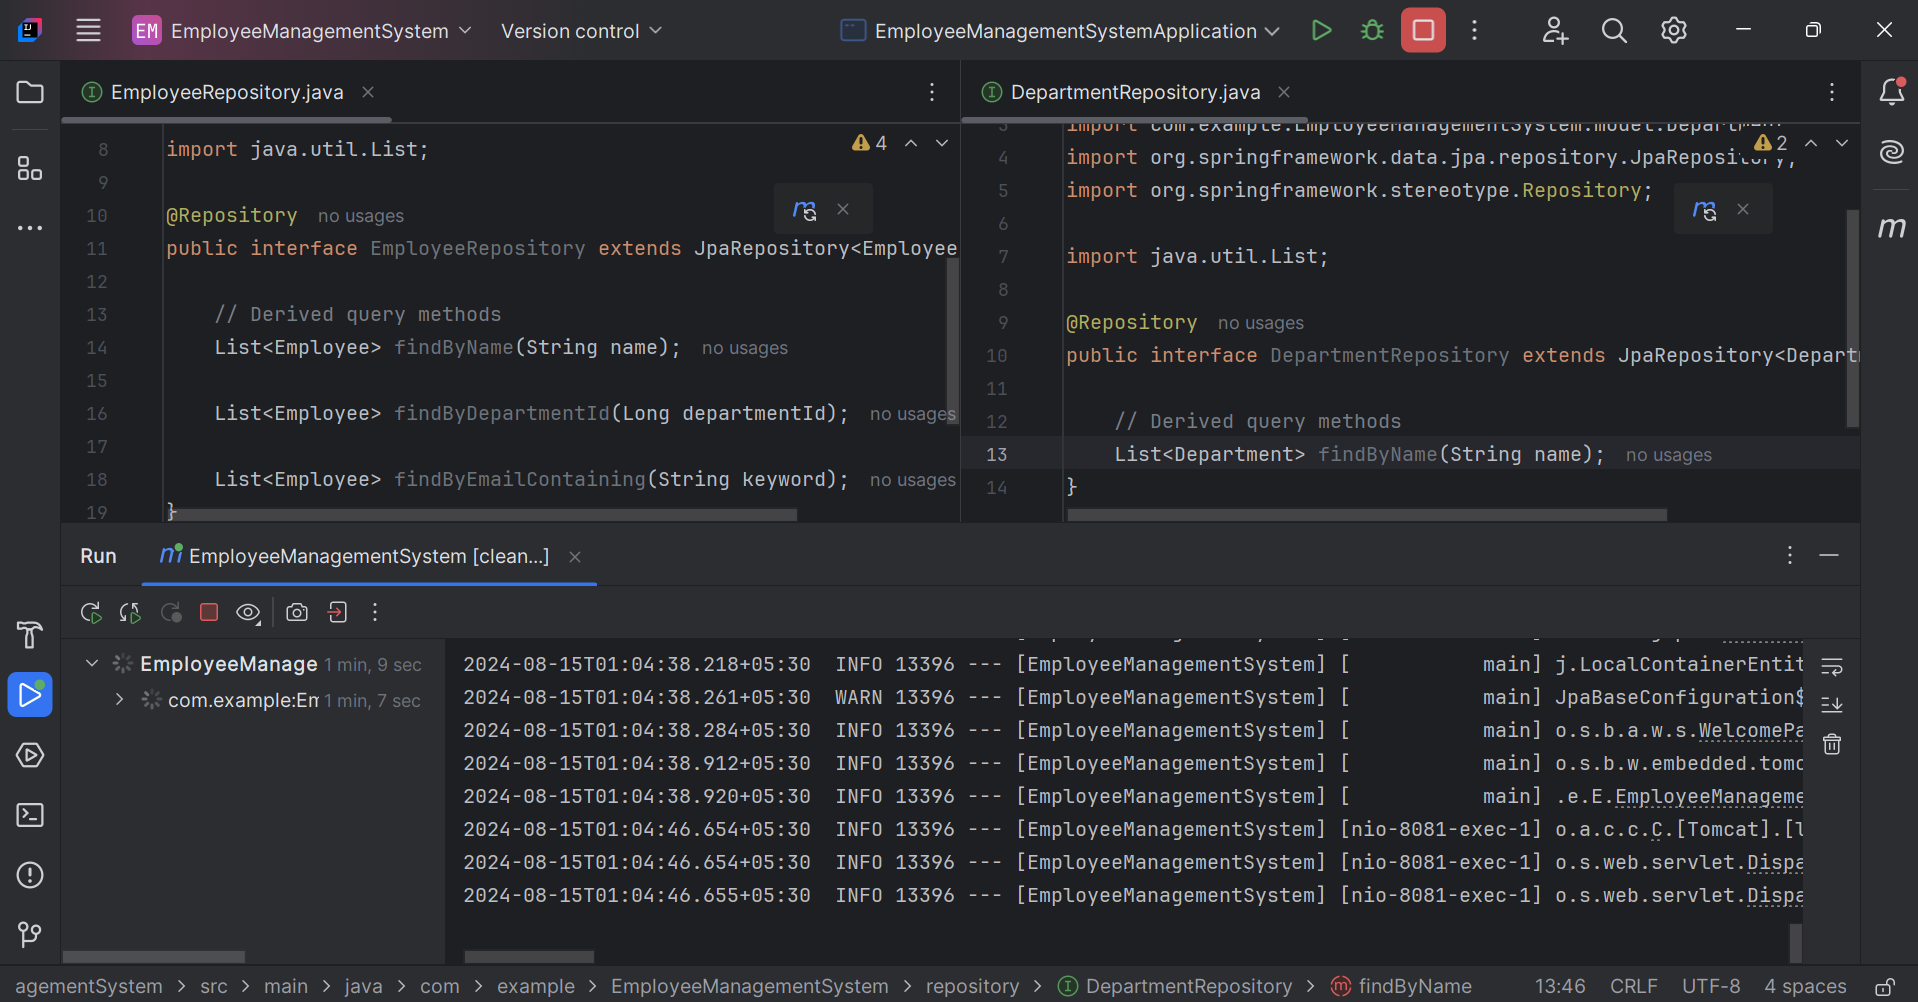 EM EmployeeManagementSystem Version control EmployeeManagementSystemApplication
EmployeeRepository.java
8 import java.util.List; 4
9
10 @Repository no usages
11 public interface EmployeeRepository extends JpaRepository<Employee
12
13 // Derived query methods
14 List<Employee> findByName(String name); no usages
15
16 List<Employee> findByDepartmentId(Long departmentId); no usages
17
18 List<Employee> findByEmailContaining(String keyword); no usages
19 }
DepartmentRepository.java
3 import com.example.EmployeeManagementSystem.model.Department;
4 import org.springframework.data.jpa.repository.JpaRepository; 2
5 import org.springframework.stereotype.Repository;
6
7 import java.util.List;
8
9 @Repository no usages
10 public interface DepartmentRepository extends JpaRepository<Depart
11
12 // Derived query methods
13 List<Department> findByName(String name); no usages
14 }
m
Run EmployeeManagementSystem [clean...]
EmployeeManage 1 min, 9 sec
com.example:Em 1 min, 7 sec
2024-08-15T01:04:38.218+05:30 INFO 13396 --- [EmployeeManagementSystem] [ main] j.LocalContainerEntit
2024-08-15T01:04:38.261+05:30 WARN 13396 --- [EmployeeManagementSystem] [ main] JpaBaseConfiguration$
2024-08-15T01:04:38.284+05:30 INFO 13396 --- [EmployeeManagementSystem] [ main] o.s.b.a.w.s.WelcomePa
2024-08-15T01:04:38.912+05:30 INFO 13396 --- [EmployeeManagementSystem] [ main] o.s.b.w.embedded.tomc
2024-08-15T01:04:38.920+05:30 INFO 13396 --- [EmployeeManagementSystem] [ main] .e.E.EmployeeManageme
2024-08-15T01:04:46.654+05:30 INFO 13396 --- [EmployeeManagementSystem] [nio-8081-exec-1] o.a.c.c.C.[Tomcat].[l
2024-08-15T01:04:46.654+05:30 INFO 13396 --- [EmployeeManagementSystem] [nio-8081-exec-1] o.s.web.servlet.Dispa
2024-08-15T01:04:46.655+05:30 INFO 13396 --- [EmployeeManagementSystem] [nio-8081-exec-1] o.s.web.servlet.Dispa
agementSystem > src > main > java > com > example > EmployeeManagementSystem > repository > DepartmentRepository > findByName 13:46 CRLF UTF-8 4 spaces